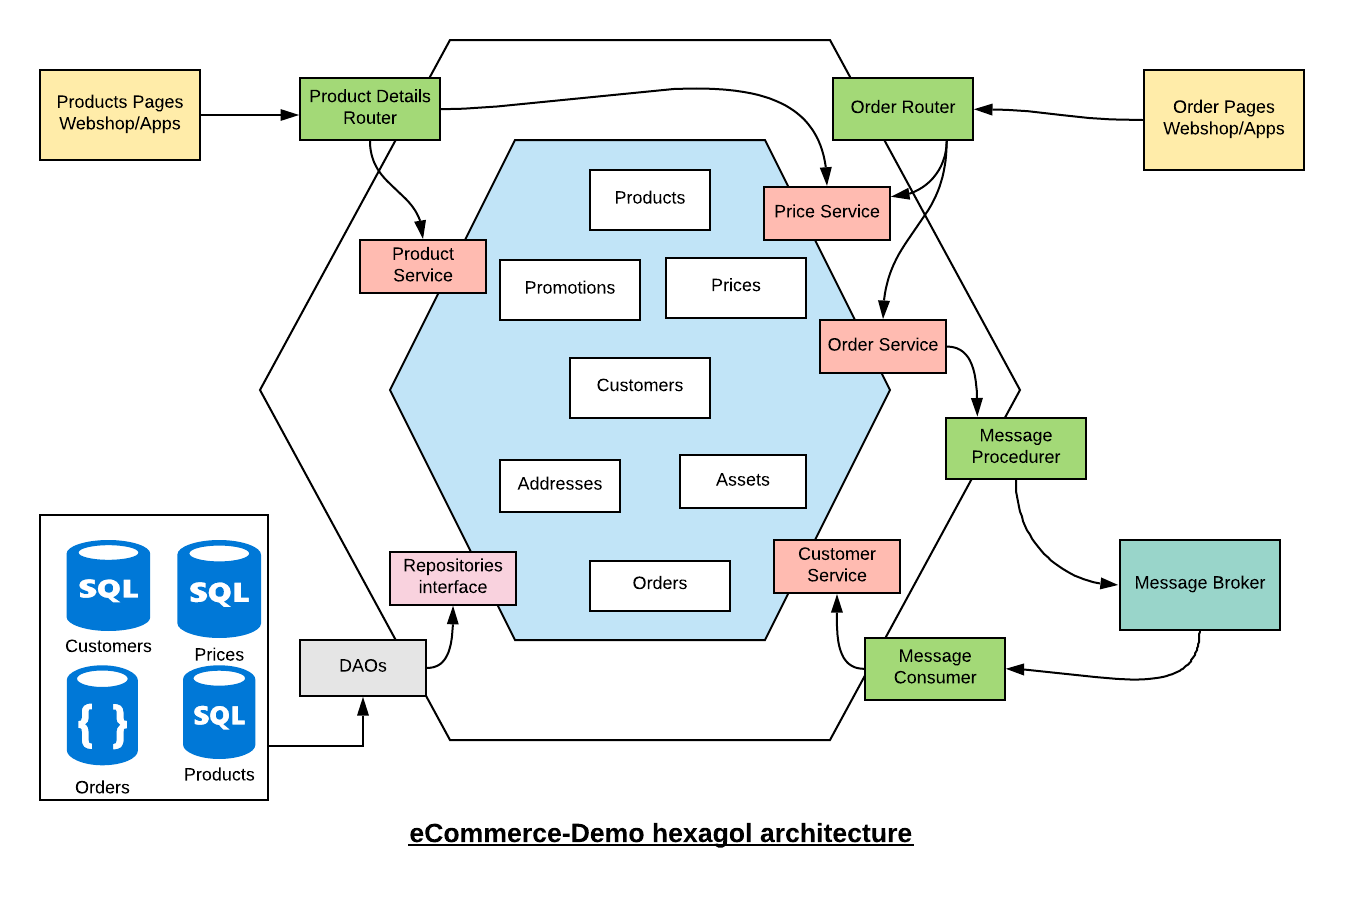 Products Pages
Webshop/Apps
Product Details
Router
Order Router
Order Pages
Webshop/Apps
Products
Price Service
Product
Service
Promotions
Prices
Order Service
Customers
Message
Procedurer
Addresses
Assets
Repositories
interface
Orders
Customer
Service
Message Broker
DAOs
Message
Consumer
SQL
Customers
SQL
Prices
{ }
Orders
SQL
Products
eCommerce-Demo hexagol architecture